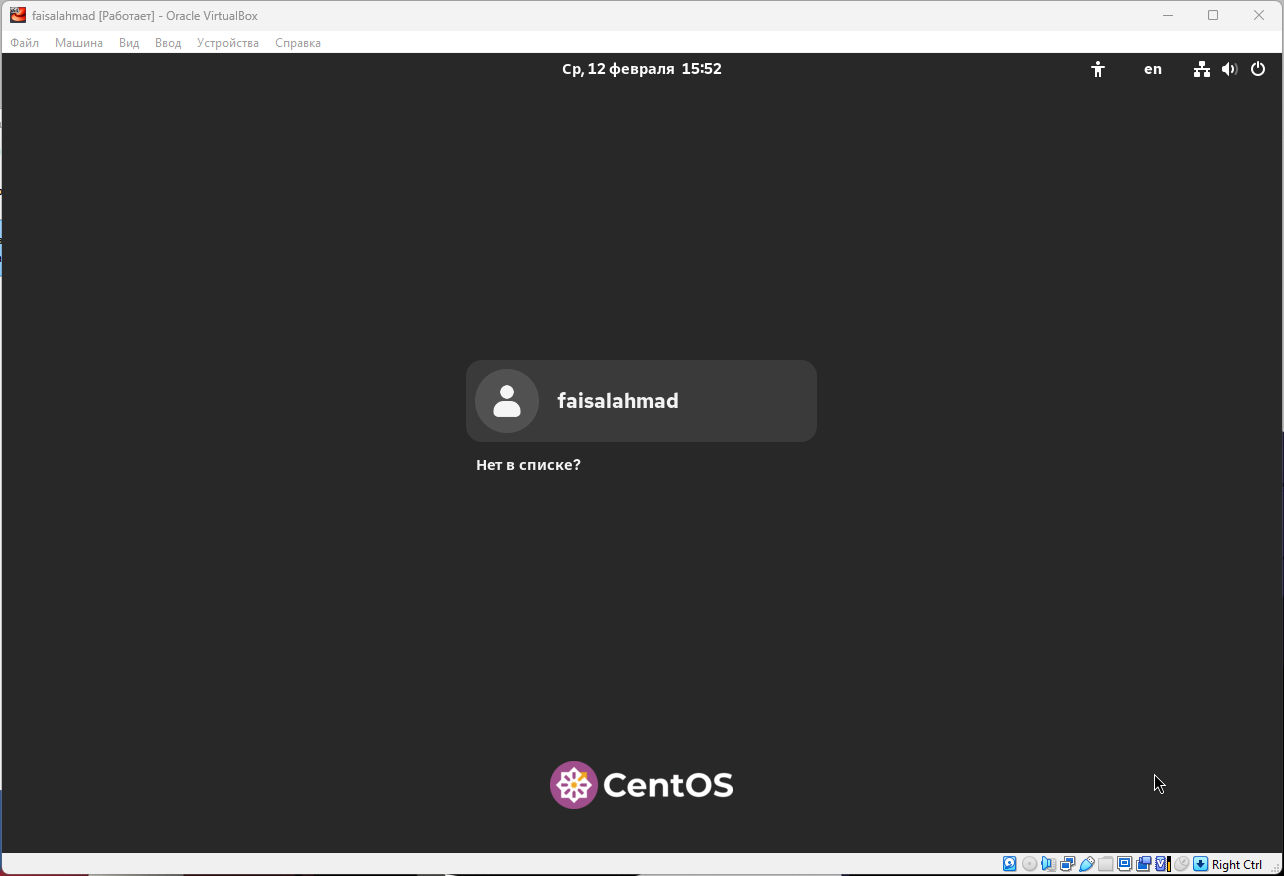 faisalahmad [Работает] - Oracle VirtualBox
Файл Машина Вид Ввод Устройства Справка
Ср, 12 февраля 15:52
en
faisalahmad
Нет в списке?
CentOS
Right Ctrl